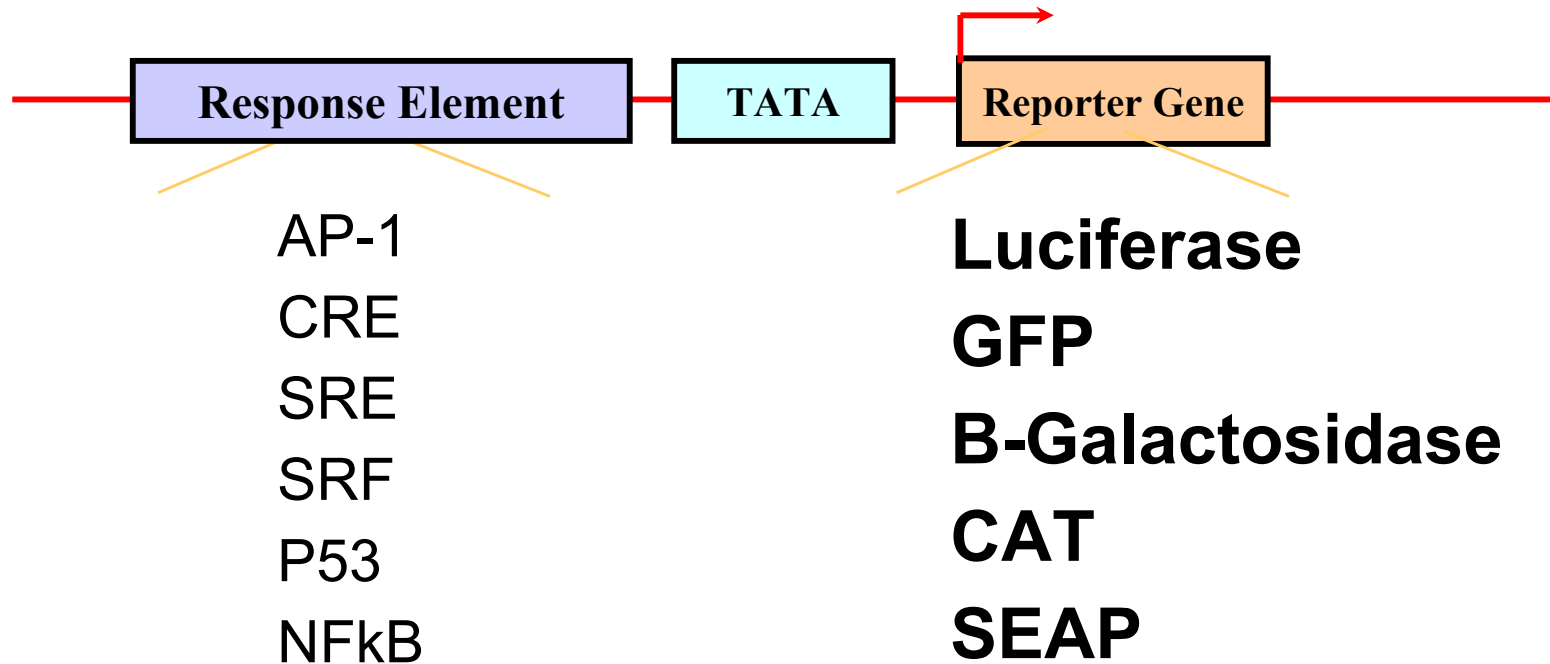 Response Element
TATA
Reporter Gene
AP-1
CRE
SRE
SRF
P53
NFkB
Luciferase
GFP
B-Galactosidase
CAT
SEAP